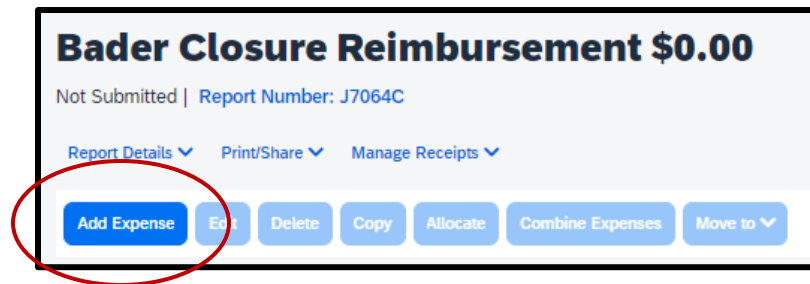 Bader Closure Reimbursement $0.00
Not Submitted | Report Number: J7064C
Report Details Print/Share Manage Receipts
Add Expense Edit Delete Copy Allocate Combine Expenses Move to